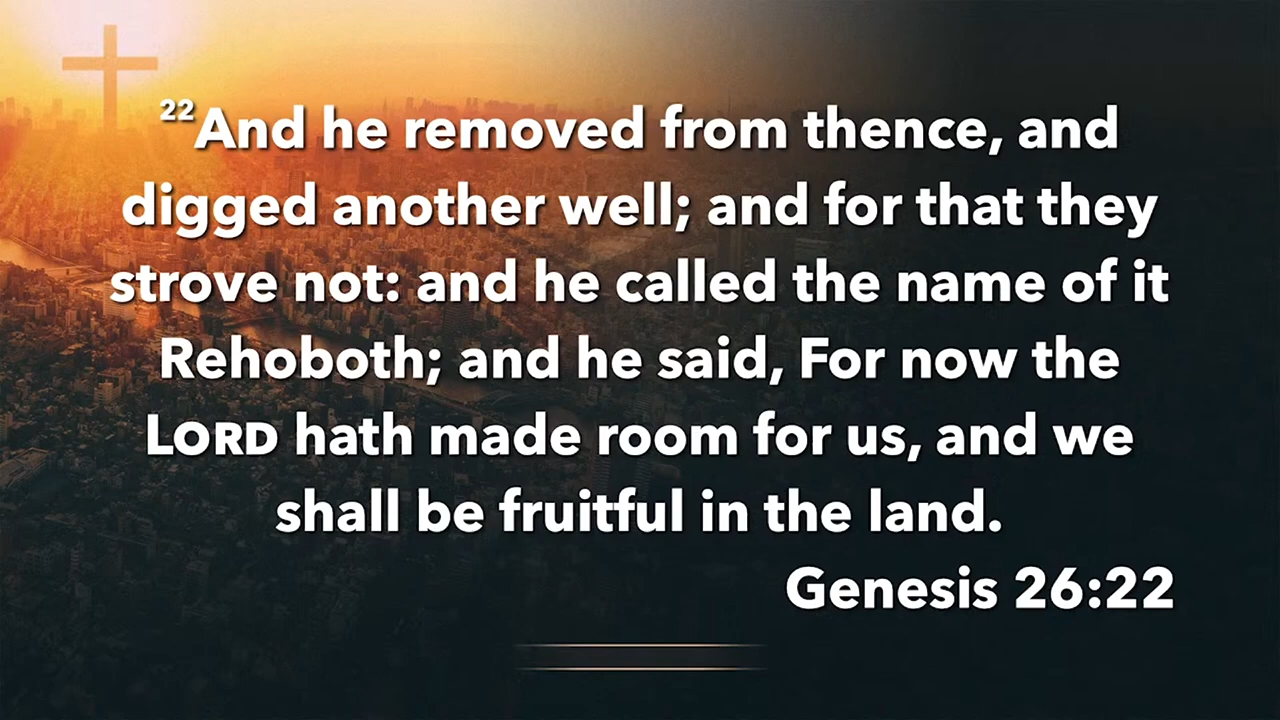 22And he removed from thence, and
digged another well; and for that they
strove not: and he called the name of it
Rehoboth; and he said, For now the
LORD hath made room for us, and we
shall be fruitful in the land.
Genesis 26:22